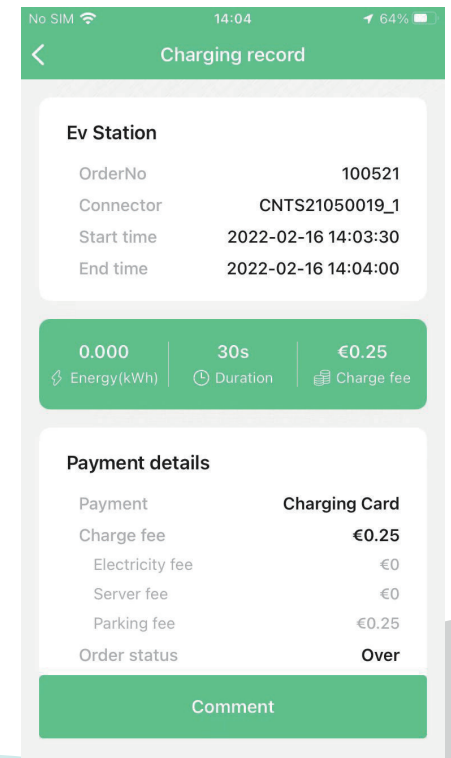 No SIM 14:04 64%
Charging record
Ev Station
OrderNo 100521
Connector CNTS21050019_1
Start time 2022-02-16 14:03:30
End time 2022-02-16 14:04:00
0.000 30s €0.25
Energy(kWh) Duration Charge fee
Payment details
Payment Charging Card
Charge fee €0.25
Electricity fee €0
Server fee €0
Parking fee €0.25
Order status Over
Comment